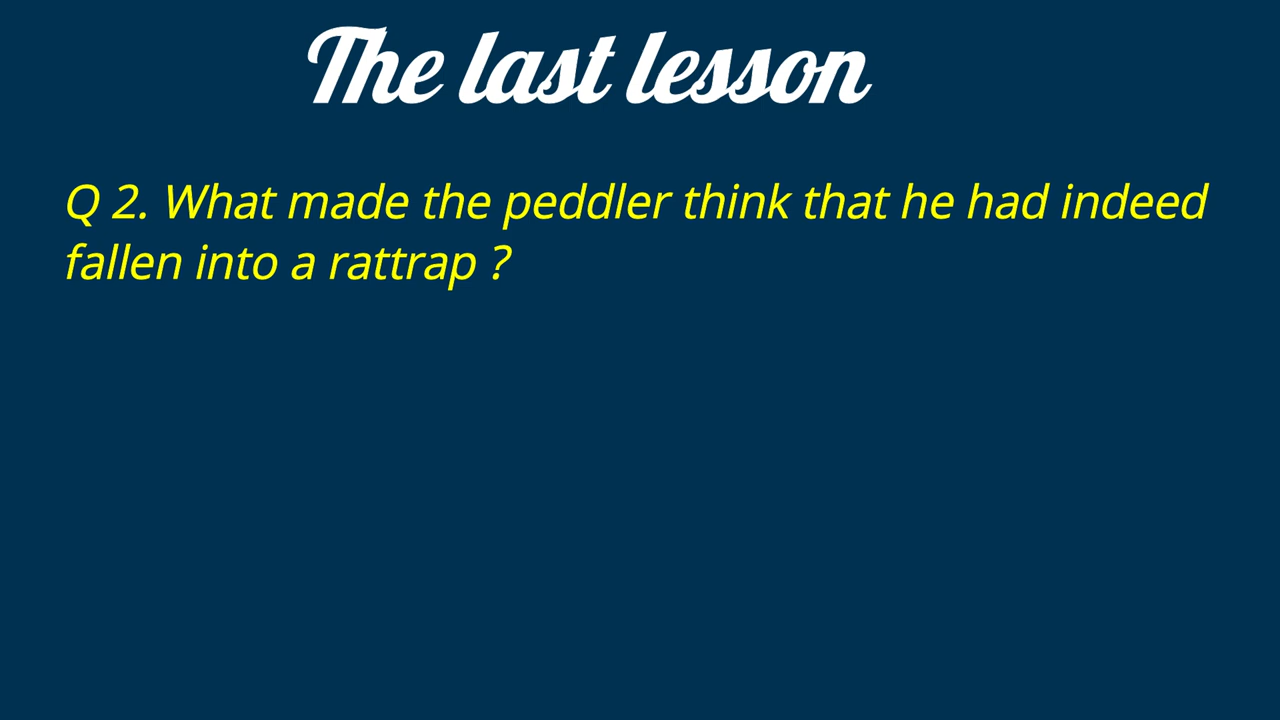 The last lesson
Q 2. What made the peddler think that he had indeed
fallen into a rattrap ?